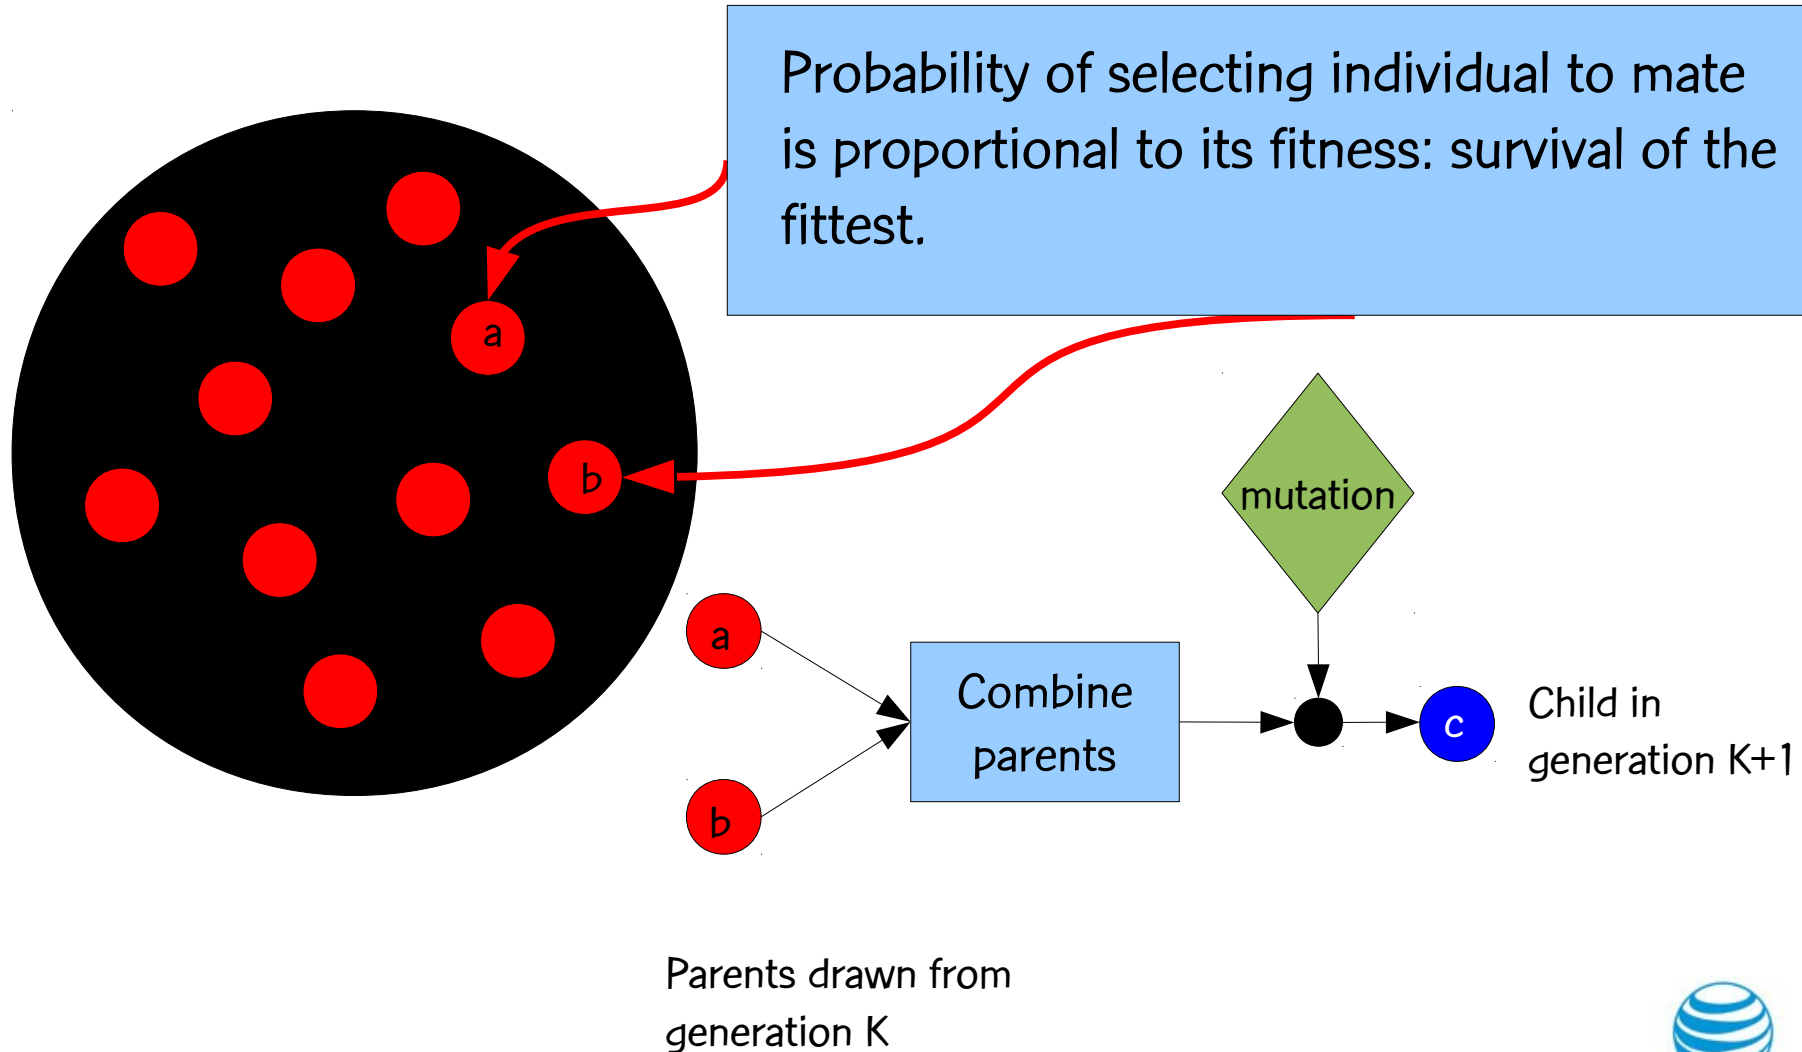 Probability of selecting individual to mate
is proportional to its fitness: survival of the
fittest.
a
b
mutation
a
b
Combine
parents
c
Child in
generation K+1
Parents drawn from
generation K